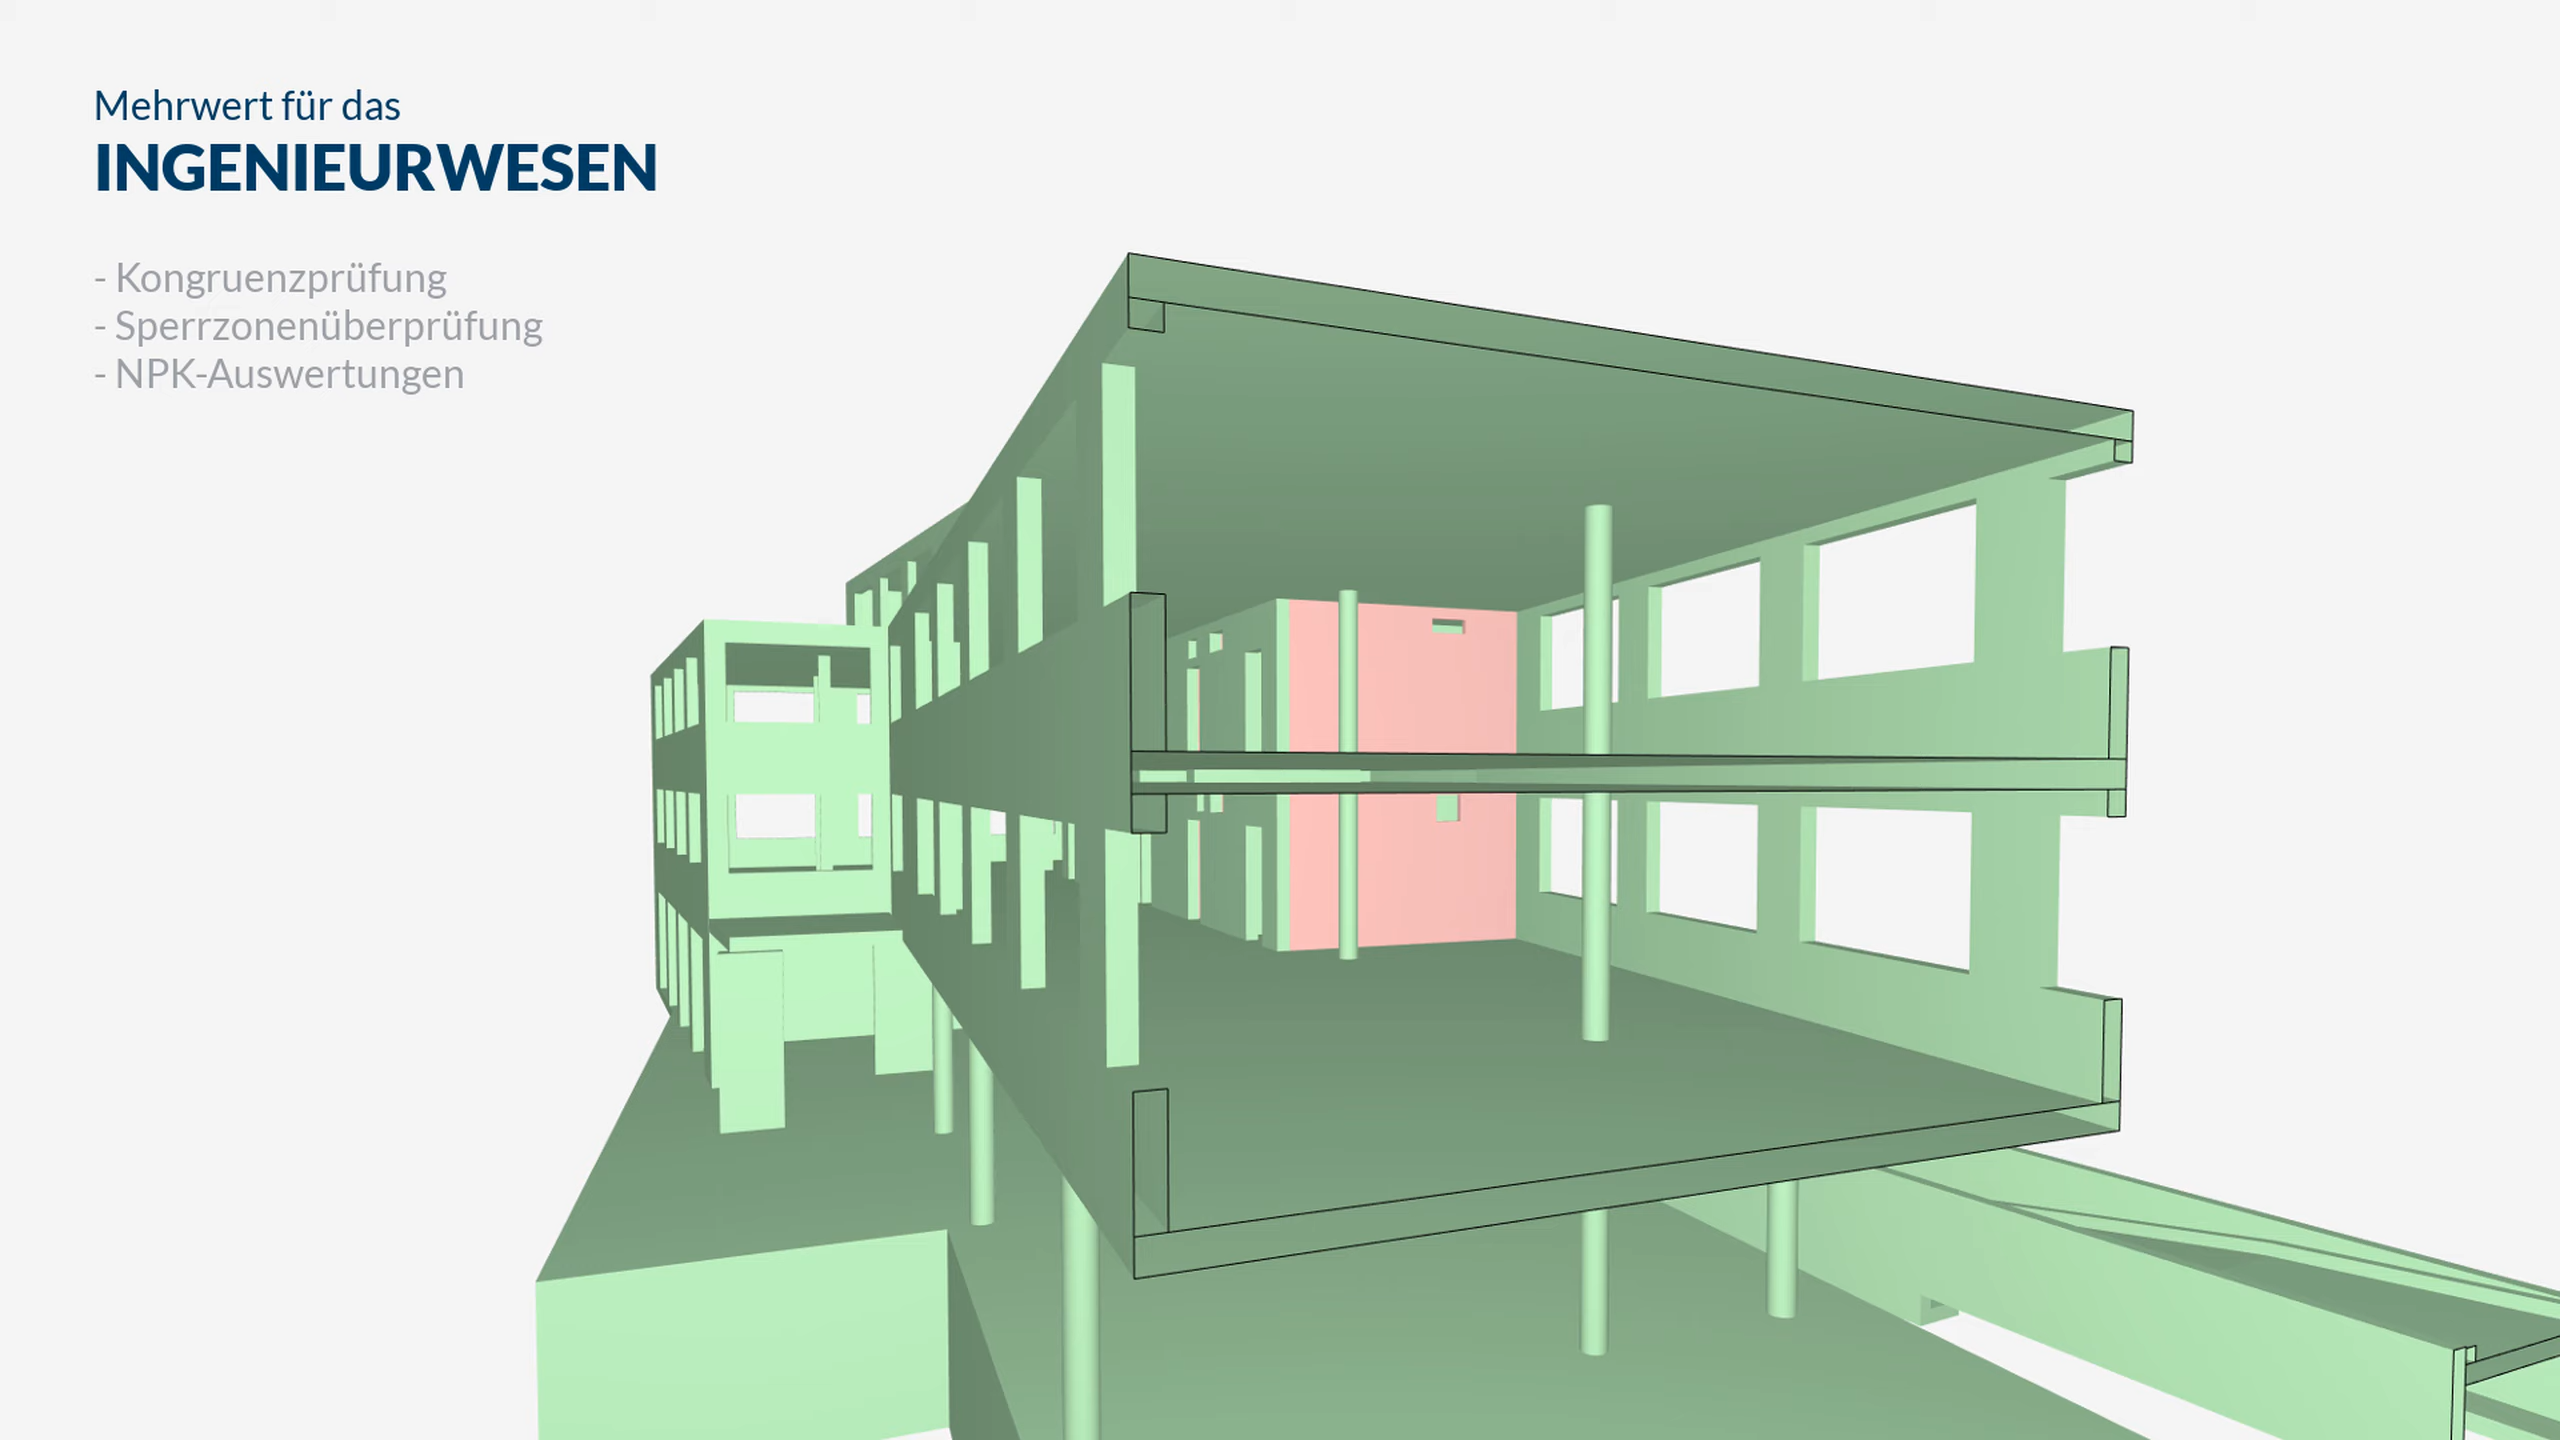 Mehrwert für das
INGENIEURWESEN
- Kongruenzprüfung
- Sperrzonenüberprüfung
- NPK-Auswertungen